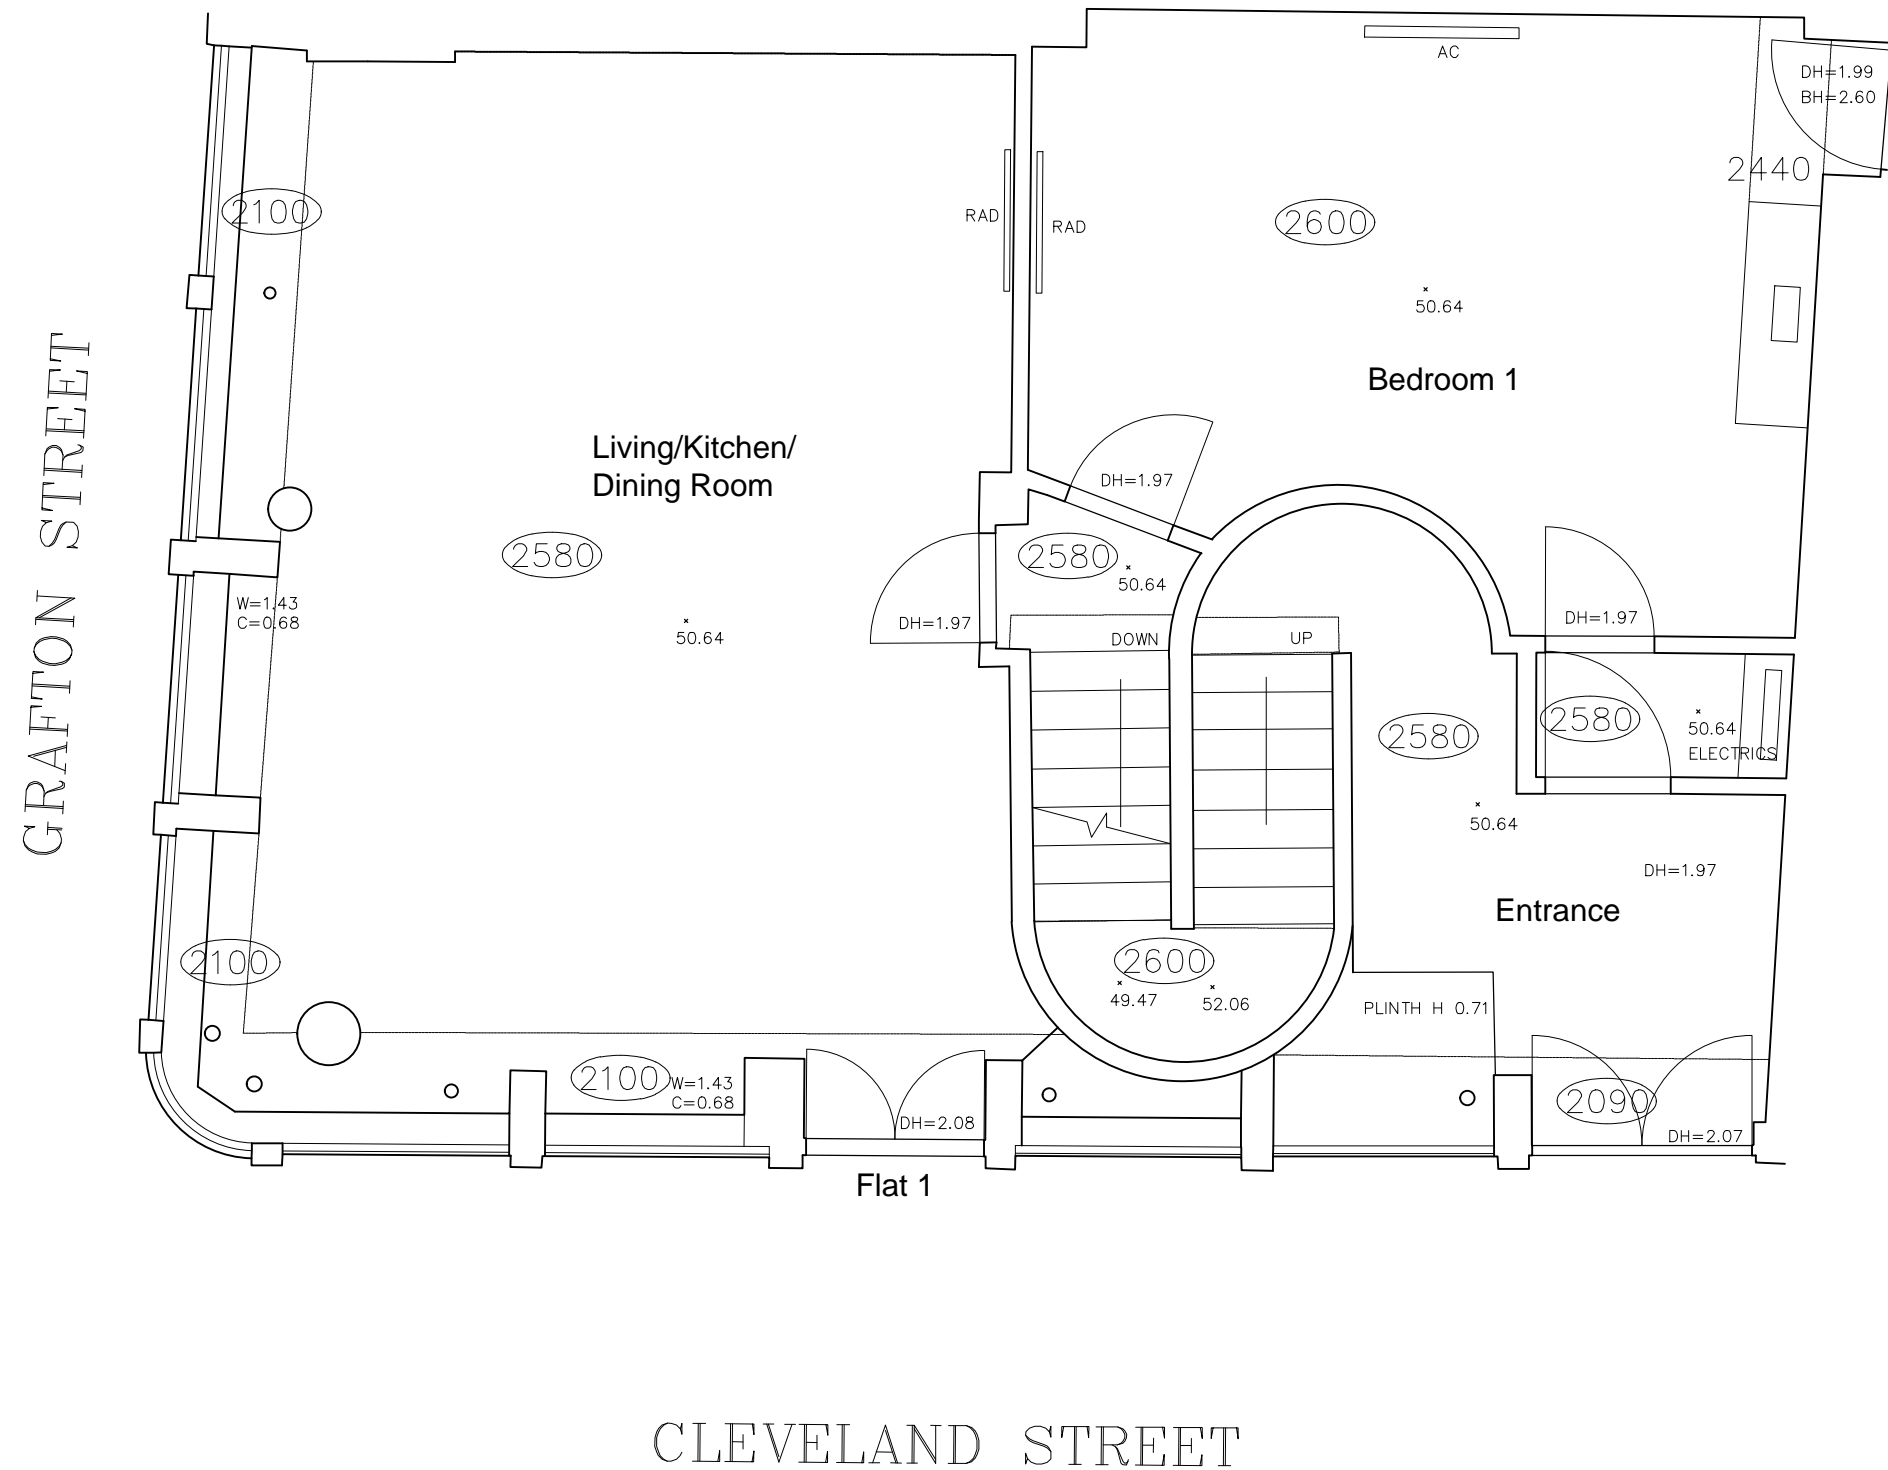 AC
DH=1.99
BH=2.60
2440
2100
RAD
RAD
2600
50.64
Bedroom 1
GRAFTON STREET
Living/Kitchen/
Dining Room
DH=1.97
2580
2580
50.64
W=1.43
C=0.68
50.64
DH=1.97
DOWN
UP
DH=1.97
2580
2580
50.64
ELECTRICS
50.64
DH=1.97
Entrance
2100
2600
49.47
52.06
PLINTH H 0.71
2100
W=1.43
C=0.68
DH=2.08
2090
DH=2.07
Flat 1
CLEVELAND STREET